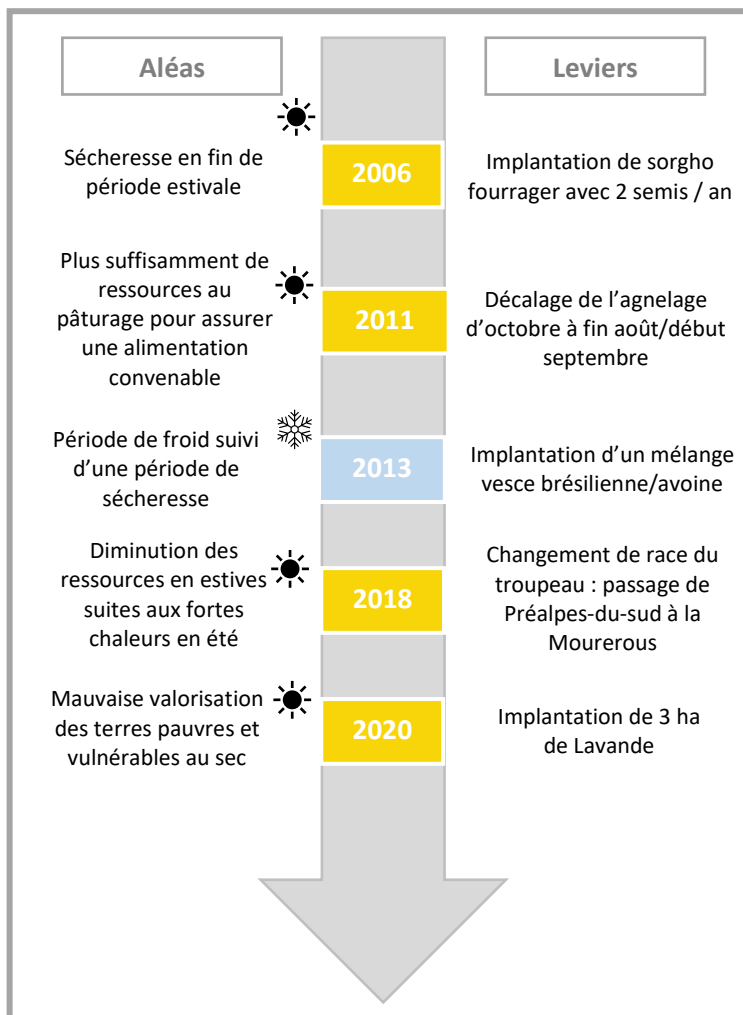 Aléas
Leviers
Sécheresse en fin de
période estivale
2006
Implantation de sorgho
fourrager avec 2 semis / an
Plus suffisamment de
ressources au
pâturage pour assurer
une alimentation
convenable
2011
Décalage de l’agnelage
d’octobre à fin août/début
septembre
Période de froid suivi
d’une période de
sécheresse
2013
Implantation d’un mélange
vesce brésilienne/avoine
Diminution des
ressources en estives
suites aux fortes
chaleurs en été
2018
Changement de race du
troupeau : passage de
Préalpes-du-sud à la
Mourerous
Mauvaise valorisation
des terres pauvres et
vulnérables au sec
2020
Implantation de 3 ha
de Lavande